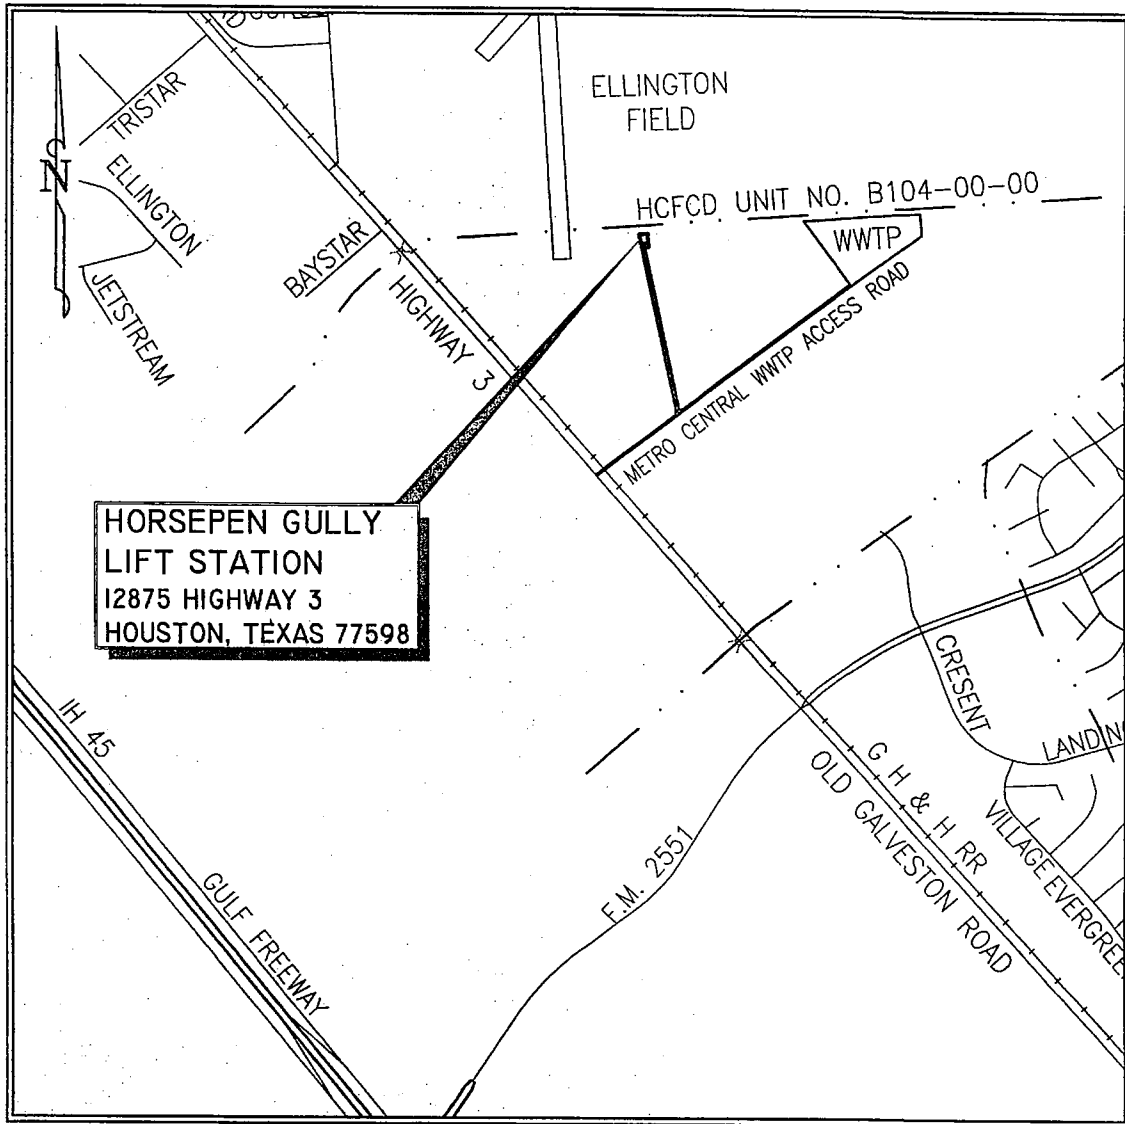 ELLINGTON
FIELD
TRISTAR
N
ELLINGTON
HCFCD UNIT NO. B104-00-00
WWTP
BAYSTAR
JETSTREAM
HIGHWAY 3
METRO CENTRAL WWTP ACCESS ROAD
HORSEPEN GULLY
LIFT STATION
12875 HIGHWAY 3
HOUSTON, TEXAS 77598
CRESENT
IH 45
LANDIN
G H & H RR
OLD GALVESTON ROAD
VILLAGE EVERGREE
F.M. 2551
GULF FREEWAY